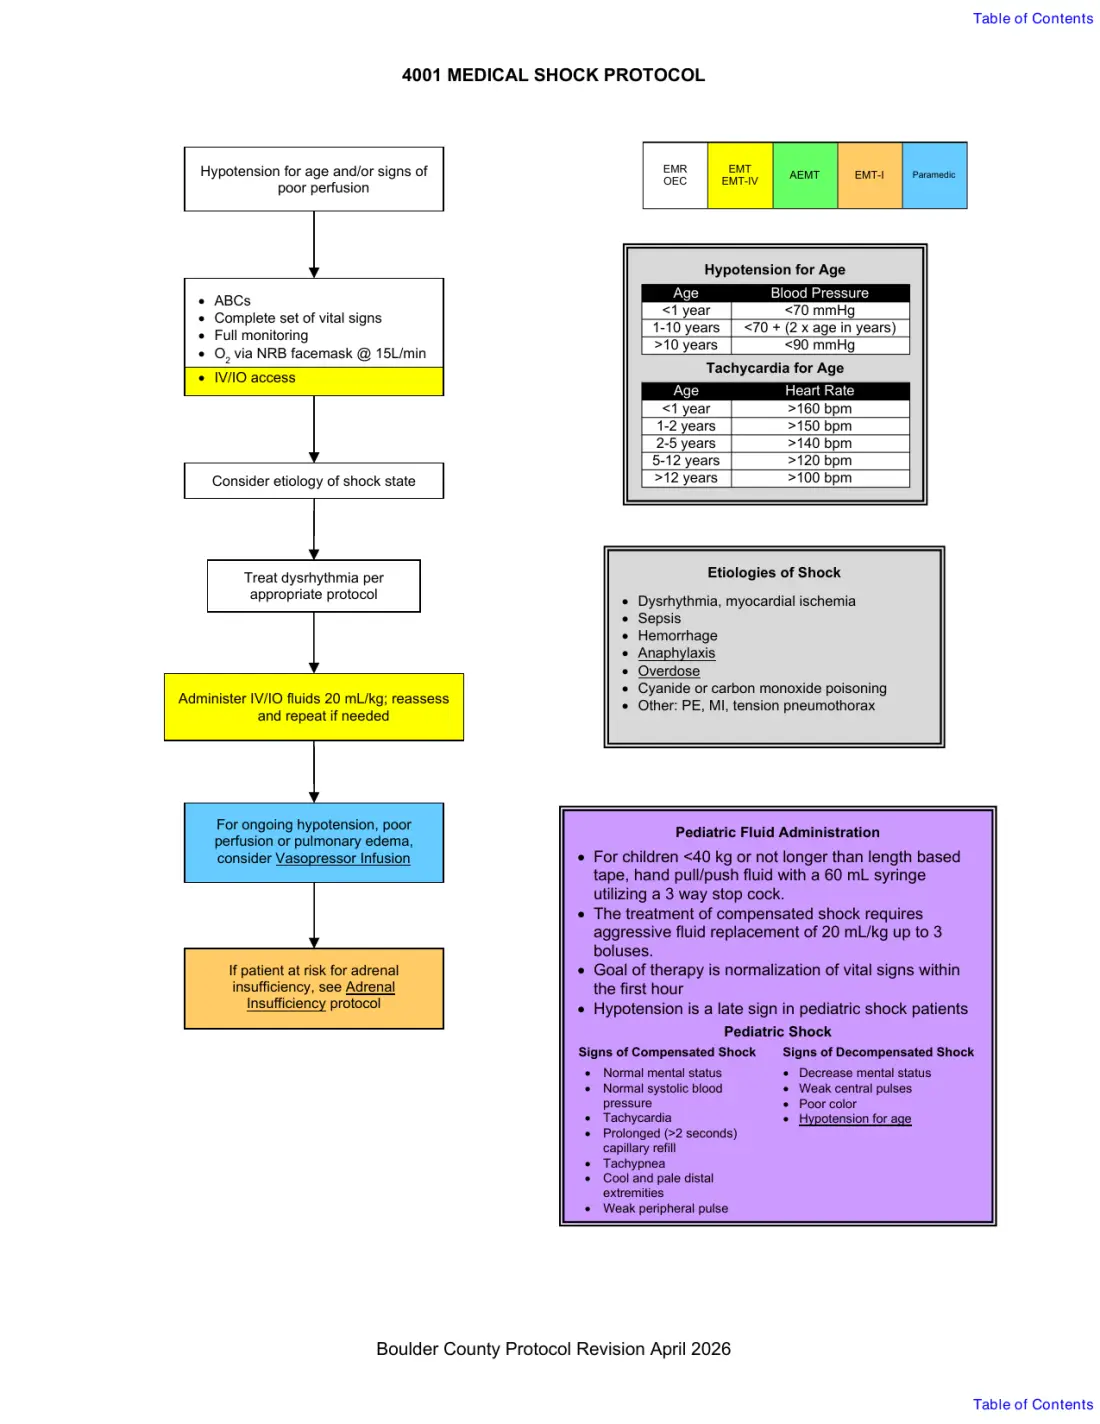 Table of Contents
4001 MEDICAL SHOCK PROTOCOL
Hypotension for age and/or signs of
poor perfusion
• ABCs
• Complete set of vital signs
• Full monitoring
• O2 via NRB facemask @ 15L/min
• IV/IO access
Consider etiology of shock state
Treat dysrhythmia per
appropriate protocol
Administer IV/IO fluids 20 mL/kg; reassess
and repeat if needed
For ongoing hypotension, poor
perfusion or pulmonary edema,
consider Vasopressor Infusion
If patient at risk for adrenal
insufficiency, see Adrenal
Insufficiency protocol
EMR
OEC
EMT
EMT-IV
AEMT
EMT-I
Paramedic
Hypotension for Age
Age Blood Pressure
<1 year <70 mmHg
1-10 years <70 + (2 x age in years)
>10 years <90 mmHg
Tachycardia for Age
Age Heart Rate
<1 year >160 bpm
1-2 years >150 bpm
2-5 years >140 bpm
5-12 years >120 bpm
>12 years >100 bpm
Etiologies of Shock
• Dysrhythmia, myocardial ischemia
• Sepsis
• Hemorrhage
• Anaphylaxis
• Overdose
• Cyanide or carbon monoxide poisoning
• Other: PE, MI, tension pneumothorax
Pediatric Fluid Administration
• For children <40 kg or not longer than length based
tape, hand pull/push fluid with a 60 mL syringe
utilizing a 3 way stop cock.
• The treatment of compensated shock requires
aggressive fluid replacement of 20 mL/kg up to 3
boluses.
• Goal of therapy is normalization of vital signs within
the first hour
• Hypotension is a late sign in pediatric shock patients
Pediatric Shock
Signs of Compensated Shock
• Normal mental status
• Normal systolic blood
pressure
• Tachycardia
• Prolonged (>2 seconds)
capillary refill
• Tachypnea
• Cool and pale distal
extremities
• Weak peripheral pulse
Signs of Decompensated Shock
• Decrease mental status
• Weak central pulses
• Poor color
• Hypotension for age
Boulder County Protocol Revision April 2026
Table of Contents